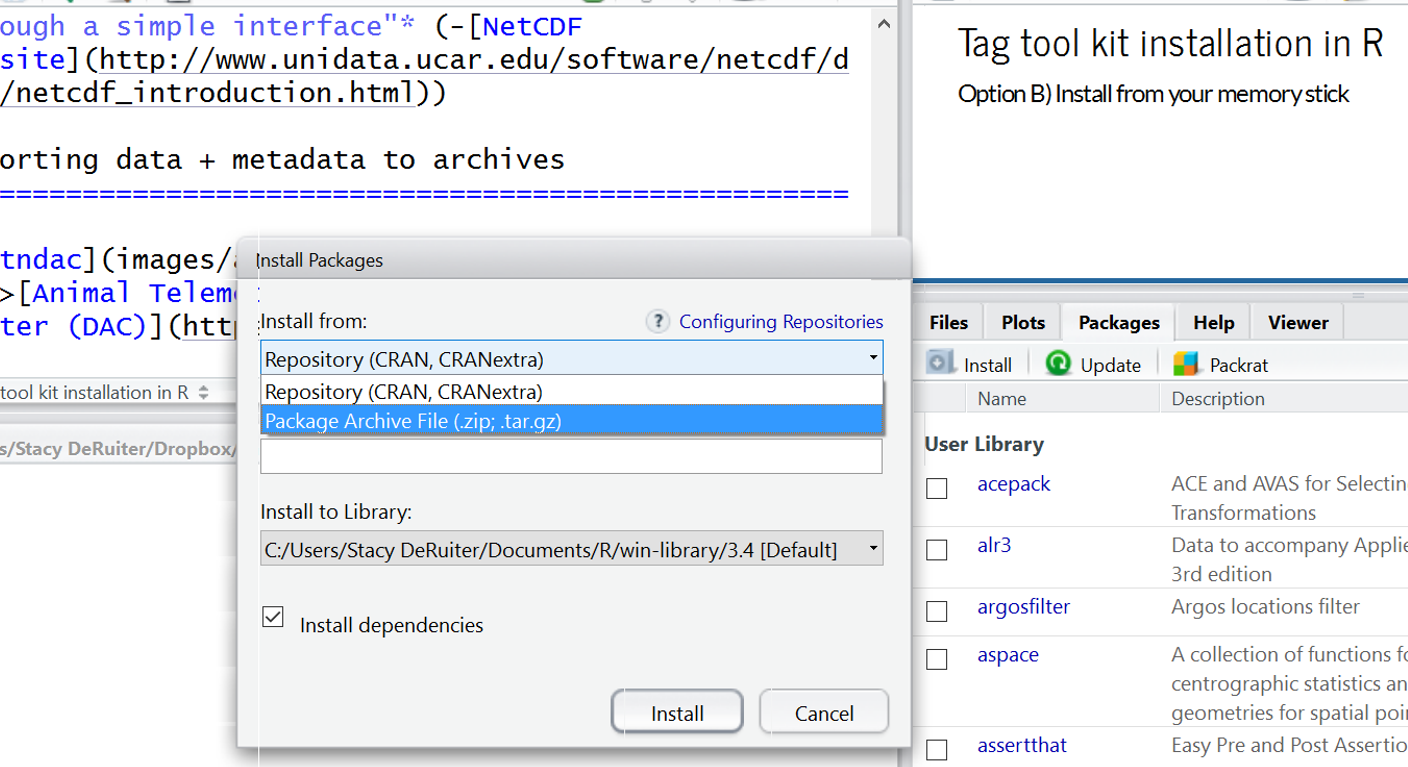 ough a simple interface"* (-[NetCDF
site](http://www.unidata.ucar.edu/software/netcdf/d
/netcdf_introduction.html))
orting data + metadata to archives
===================================================
tndac](images/a
>[Animal Telem
ter (DAC)](http
tool kit installation in R
s/Stacy DeRuiter/Dropbox/
Install Packages
Install from:
? Configuring Repositories
Repository (CRAN, CRANextra)
Repository (CRAN, CRANextra)
Package Archive File (.zip; .tar.gz)
Install to Library:
C:/Users/Stacy DeRuiter/Documents/R/win-library/3.4 [Default]
Install dependencies
Install Cancel
Tag tool kit installation in R
Option B) Install from your memory stick
Files Plots Packages Help Viewer
Install Update Packrat
Name Description
User Library
acepack ACE and AVAS for Selectin
Transformations
alr3 Data to accompany Applie
3rd edition
argosfilter Argos locations filter
aspace A collection of functions fo
centrographic statistics an
geometries for spatial poi
assertthat Easy Pre and Post Assertio